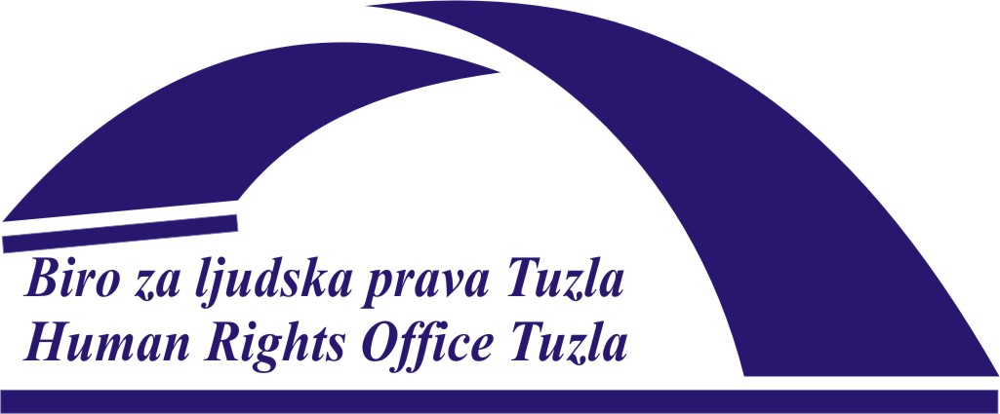 Biro za ljudska prava Tuzla
Human Rights Office Tuzla